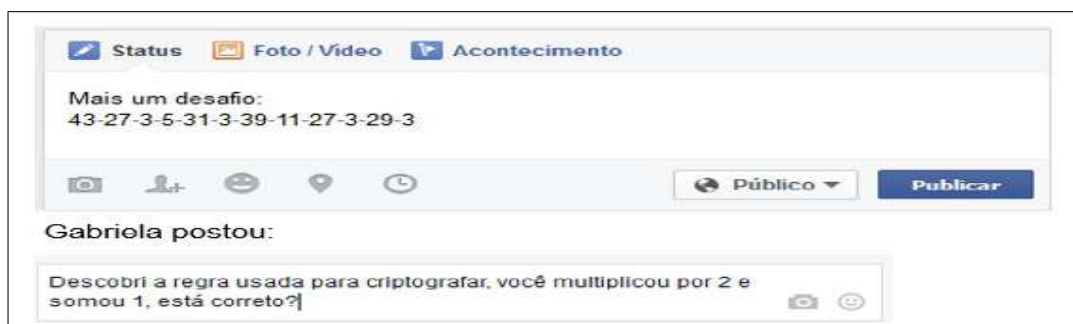 Status Foto / Vídeo Acontecimento
Mais um desafio:
43-27-3-5-31-3-39-11-27-3-29-3
Público Publicar
Gabriela postou:
Descobri a regra usada para criptografar, você multiplicou por 2 e
somou 1, está correto?